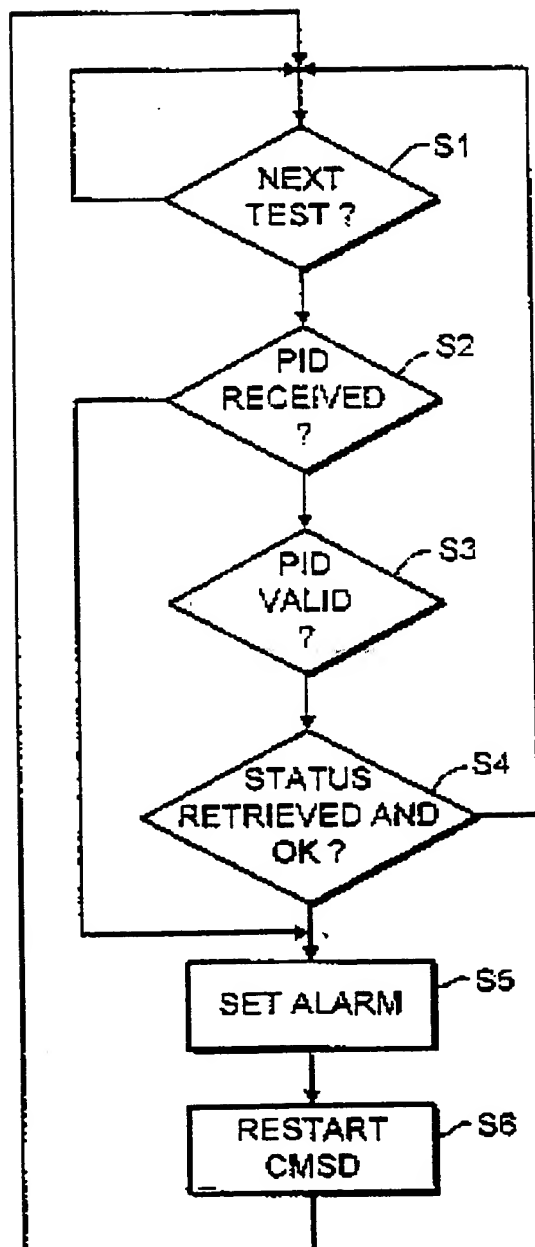 S1
NEXT
TEST ?
S2
PID
RECEIVED
?
S3
PID
VALID
?
S4
STATUS
RETRIEVED AND
OK ?
S5
SET ALARM
S6
RESTART
CMSD